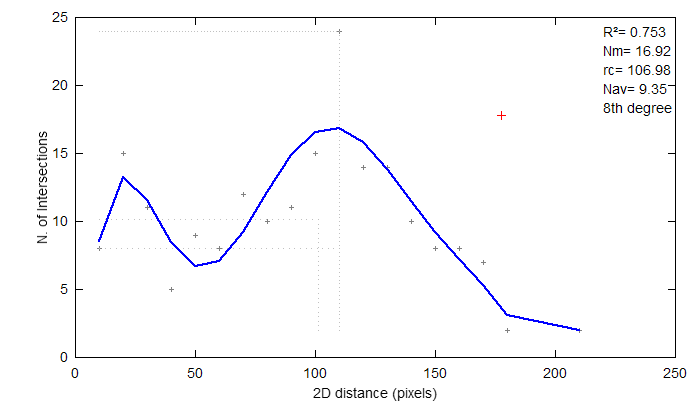 R²= 0.753
Nm= 16.92
rc= 106.98
Nav= 9.35
8th degree
25
20
15
10
5
0
N. of Intersections
0 50 100 150 200 250
2D distance (pixels)